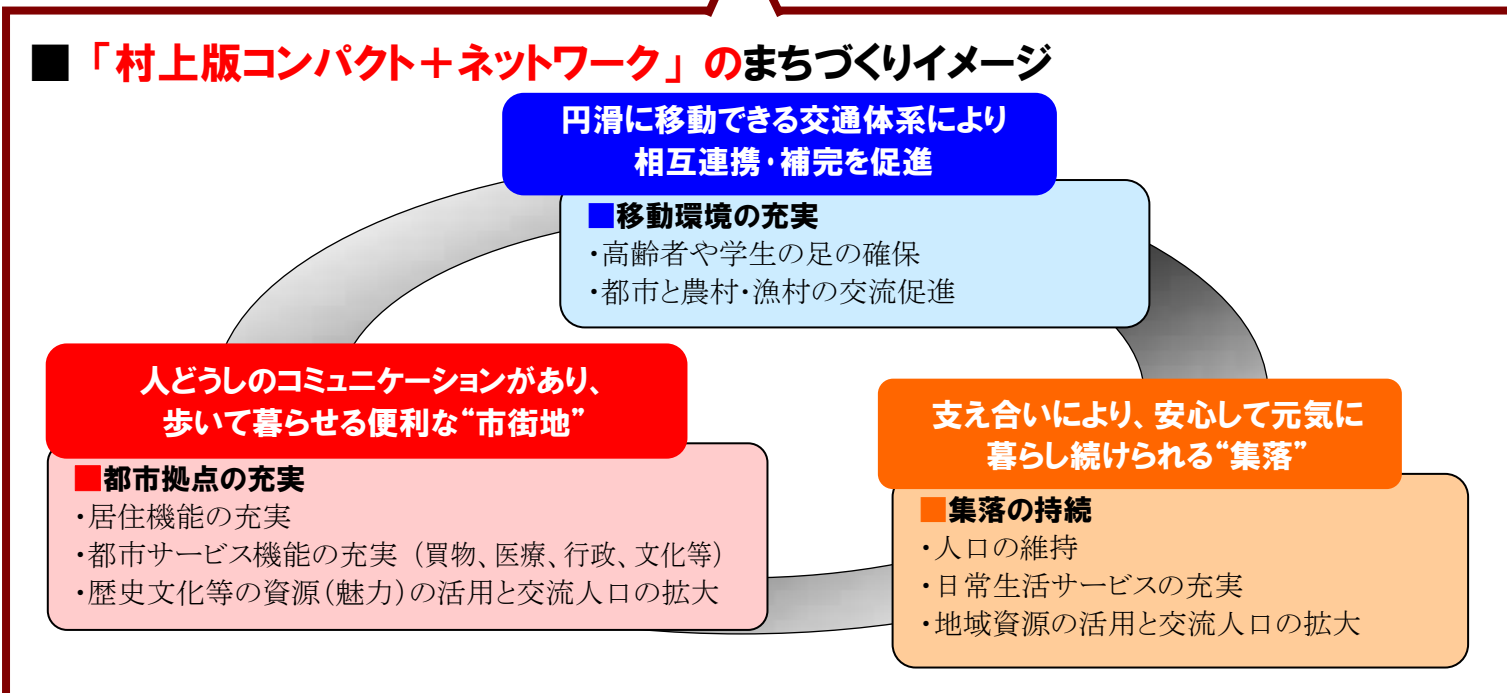 ■「村上版コンパクト＋ネットワーク」のまちづくりイメージ
円滑に移動できる交通体系により
相互連携・補完を促進
■移動環境の充実
・高齢者や学生の足の確保
・都市と農村・漁村の交流促進
人どうしのコミュニケーションがあり、
歩いて暮らせる便利な“市街地”
■都市拠点の充実
・居住機能の充実
・都市サービス機能の充実（買物、医療、行政、文化等）
・歴史文化等の資源（魅力）の活用と交流人口の拡大
支え合いにより、安心して元気に
暮らし続けられる“集落”
■集落の持続
・人口の維持
・日常生活サービスの充実
・地域資源の活用と交流人口の拡大